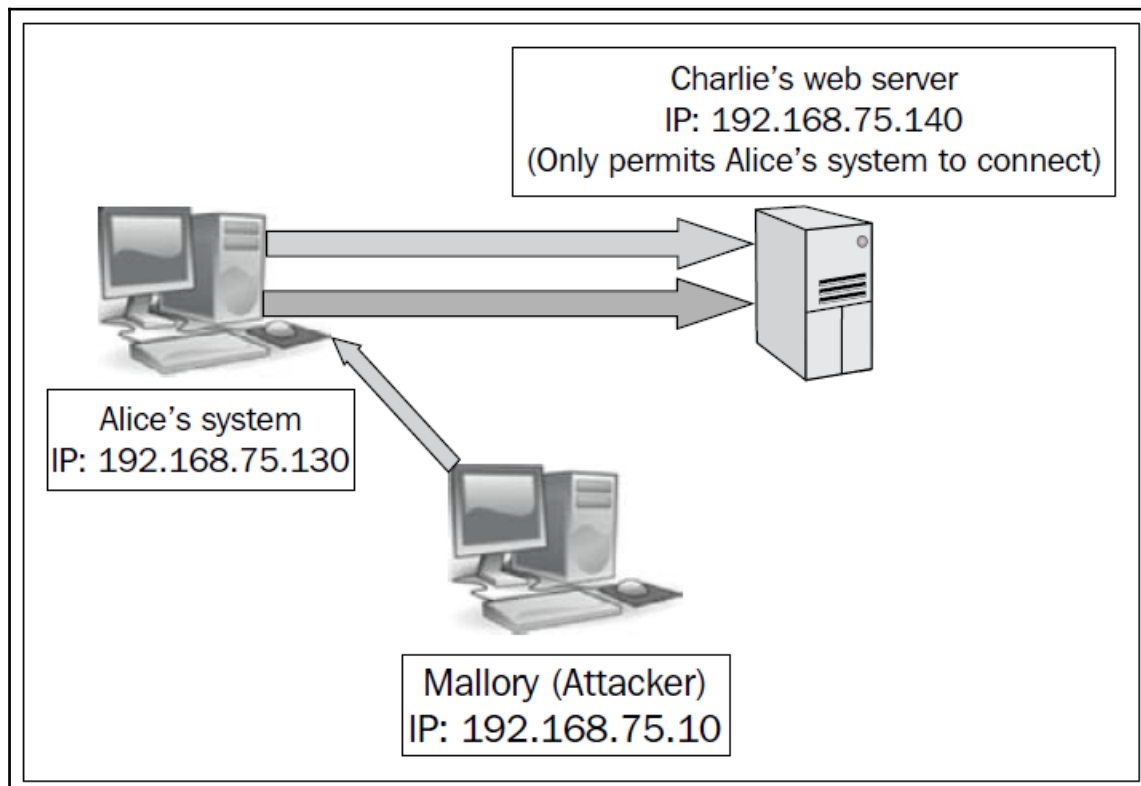 Charlie’s web server
IP: 192.168.75.140
(Only permits Alice’s system to connect)
Alice’s system
IP: 192.168.75.130
Mallory (Attacker)
IP: 192.168.75.10